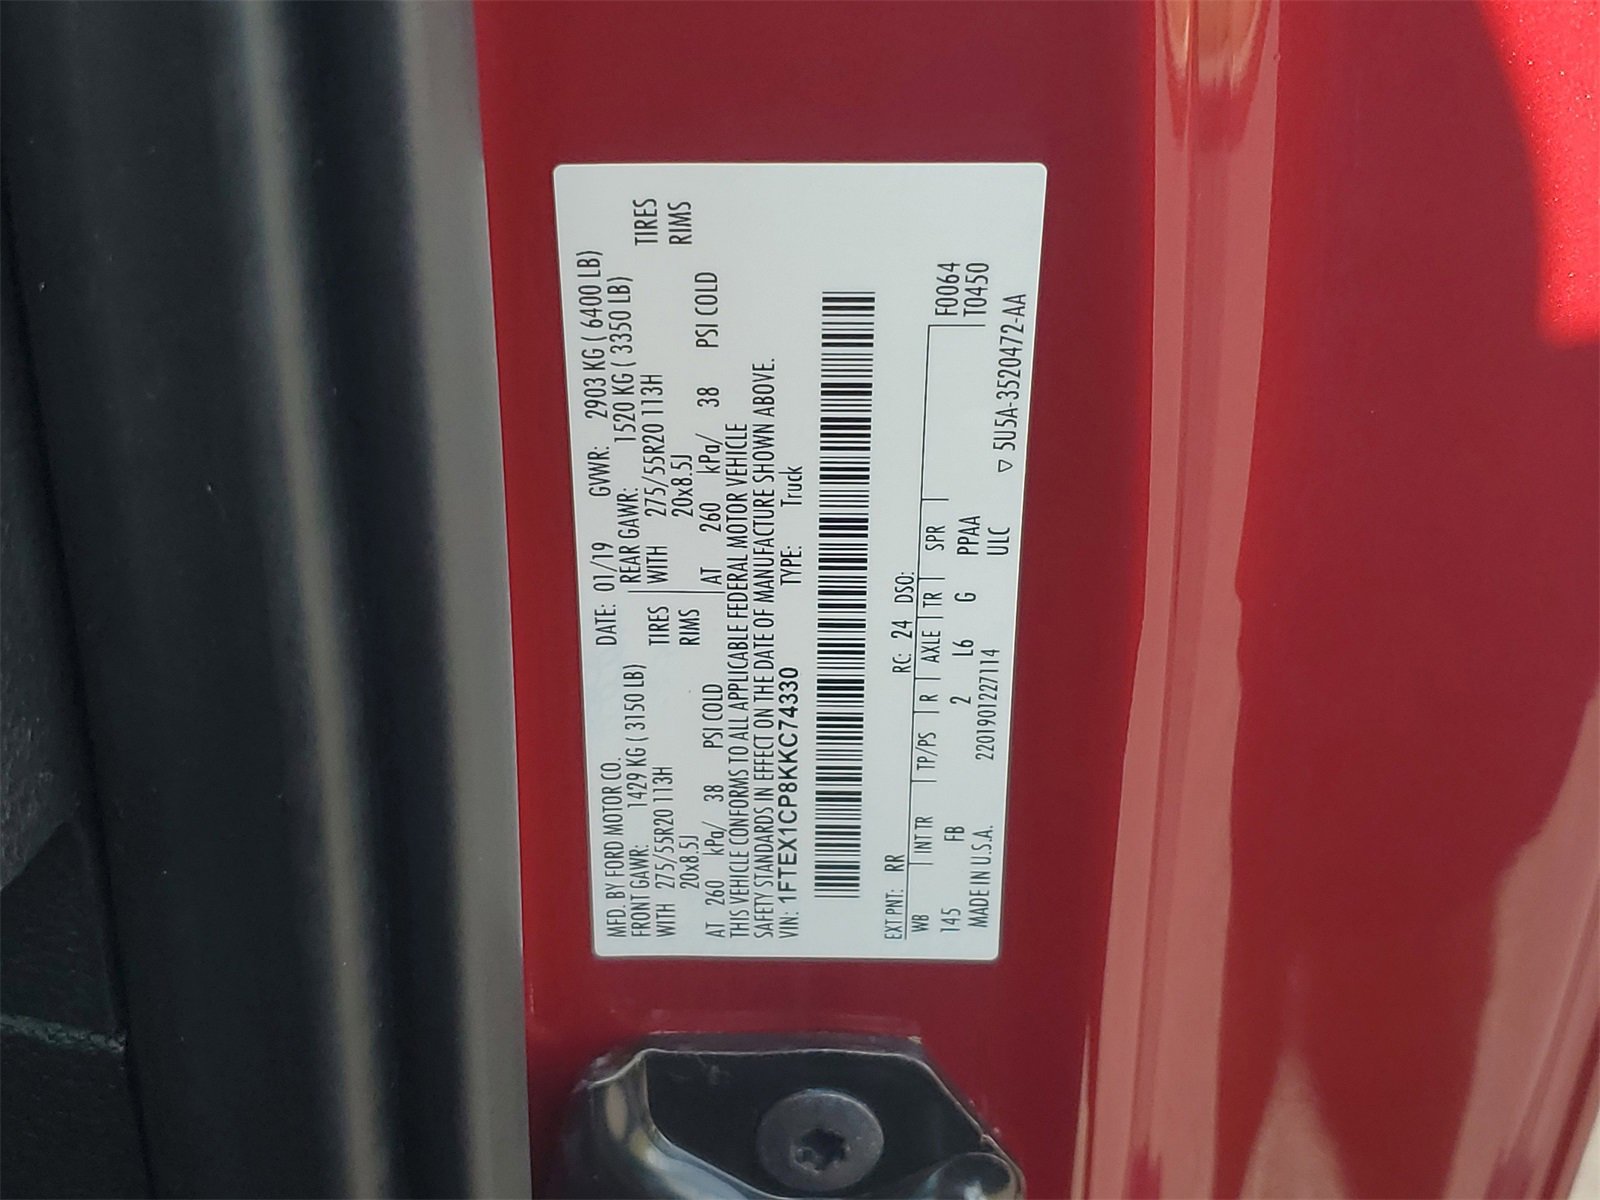 MFD. BY FORD MOTOR CO. DATE: 01/19 GVWR: 2903 KG ( 6400 LB)
FRONT GAWR: 1429 KG ( 3150 LB) REAR GAWR: 1520 KG ( 3350 LB)
WITH 275/55R20 113H TIRES WITH 275/55R20 113H TIRES
20x8.5J RIMS 20x8.5J RIMS
AT 260 kPa/ 38 PSI COLD AT 260 kPa/ 38 PSI COLD
THIS VEHICLE CONFORMS TO ALL APPLICABLE FEDERAL MOTOR VEHICLE
SAFETY STANDARDS IN EFFECT ON THE DATE OF MANUFACTURE SHOWN ABOVE.
VIN: 1FTEX1CP8KKC74330 TYPE: Truck
EXT PNT: RR RC: 24 DSO:
WB INT TR TP/PS R AXLE TR SPR F0064
145 FB 2 L6 G PPAA T0450
MADE IN U.S.A. 2201901227114 ULC
▽ 5U5A-3520472-AA